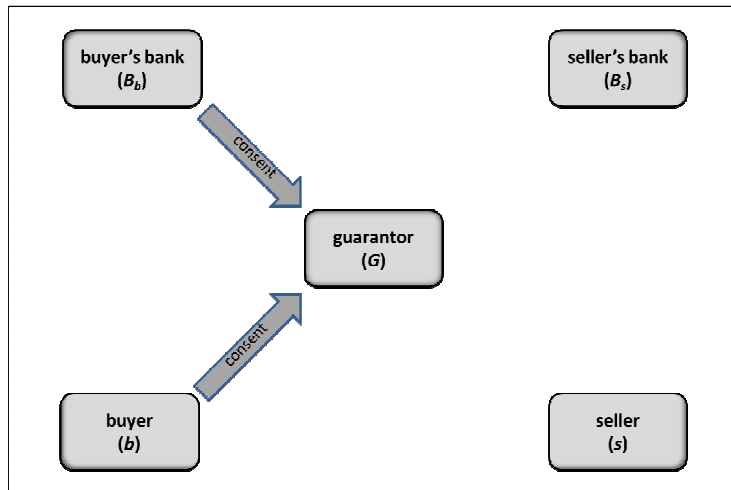 buyer's bank
(Bb)
seller's bank
(Bs)
consent
guarantor
(G)
consent
buyer
(b)
seller
(s)